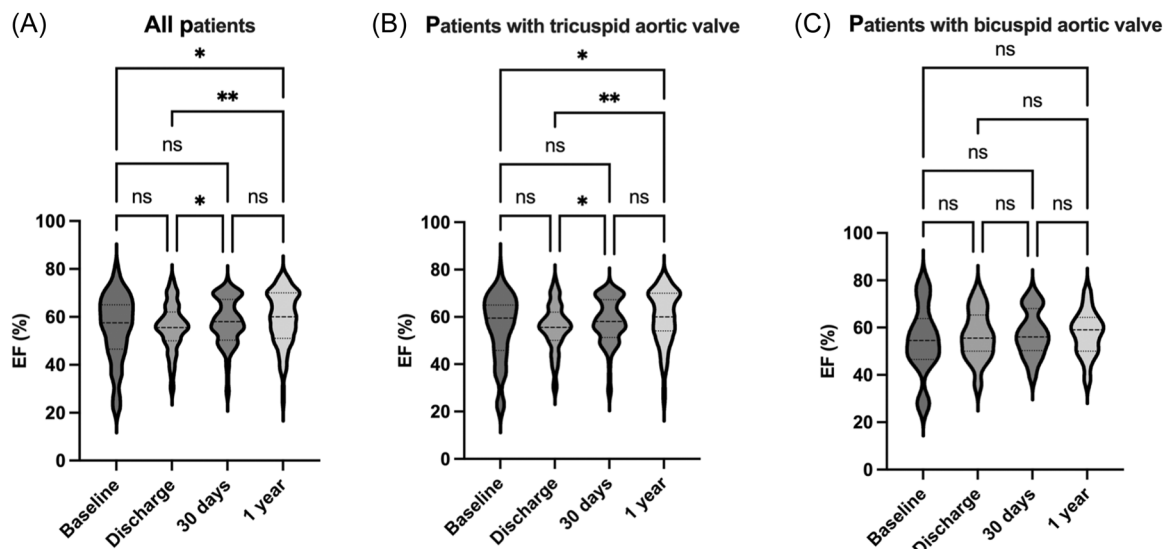 (A) All patients
*
**
ns
ns * ns
100
80
60
40
20
0
EF (%)
Baseline Discharge 30 days 1 year
(B) Patients with tricuspid aortic valve
*
**
ns
ns * ns
100
80
60
40
20
0
EF (%)
Baseline Discharge 30 days 1 year
(C) Patients with bicuspid aortic valve
ns
ns
ns
ns ns ns
100
80
60
40
20
0
EF (%)
Baseline Discharge 30 days 1 year